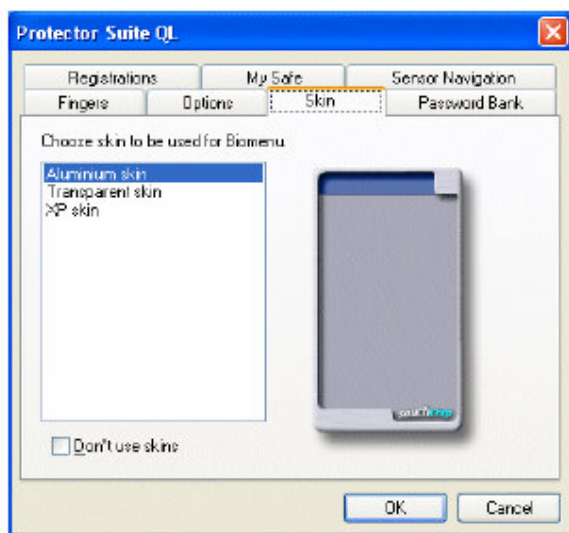 Protector Suite QL
Registrations My Safe Sensor Navigation
Fingers Options Skin Password Bank
Choose skin to be used for Biomenu
Aluminium skin
Transparent skin
XP skin
Don't use skins
OK Cancel